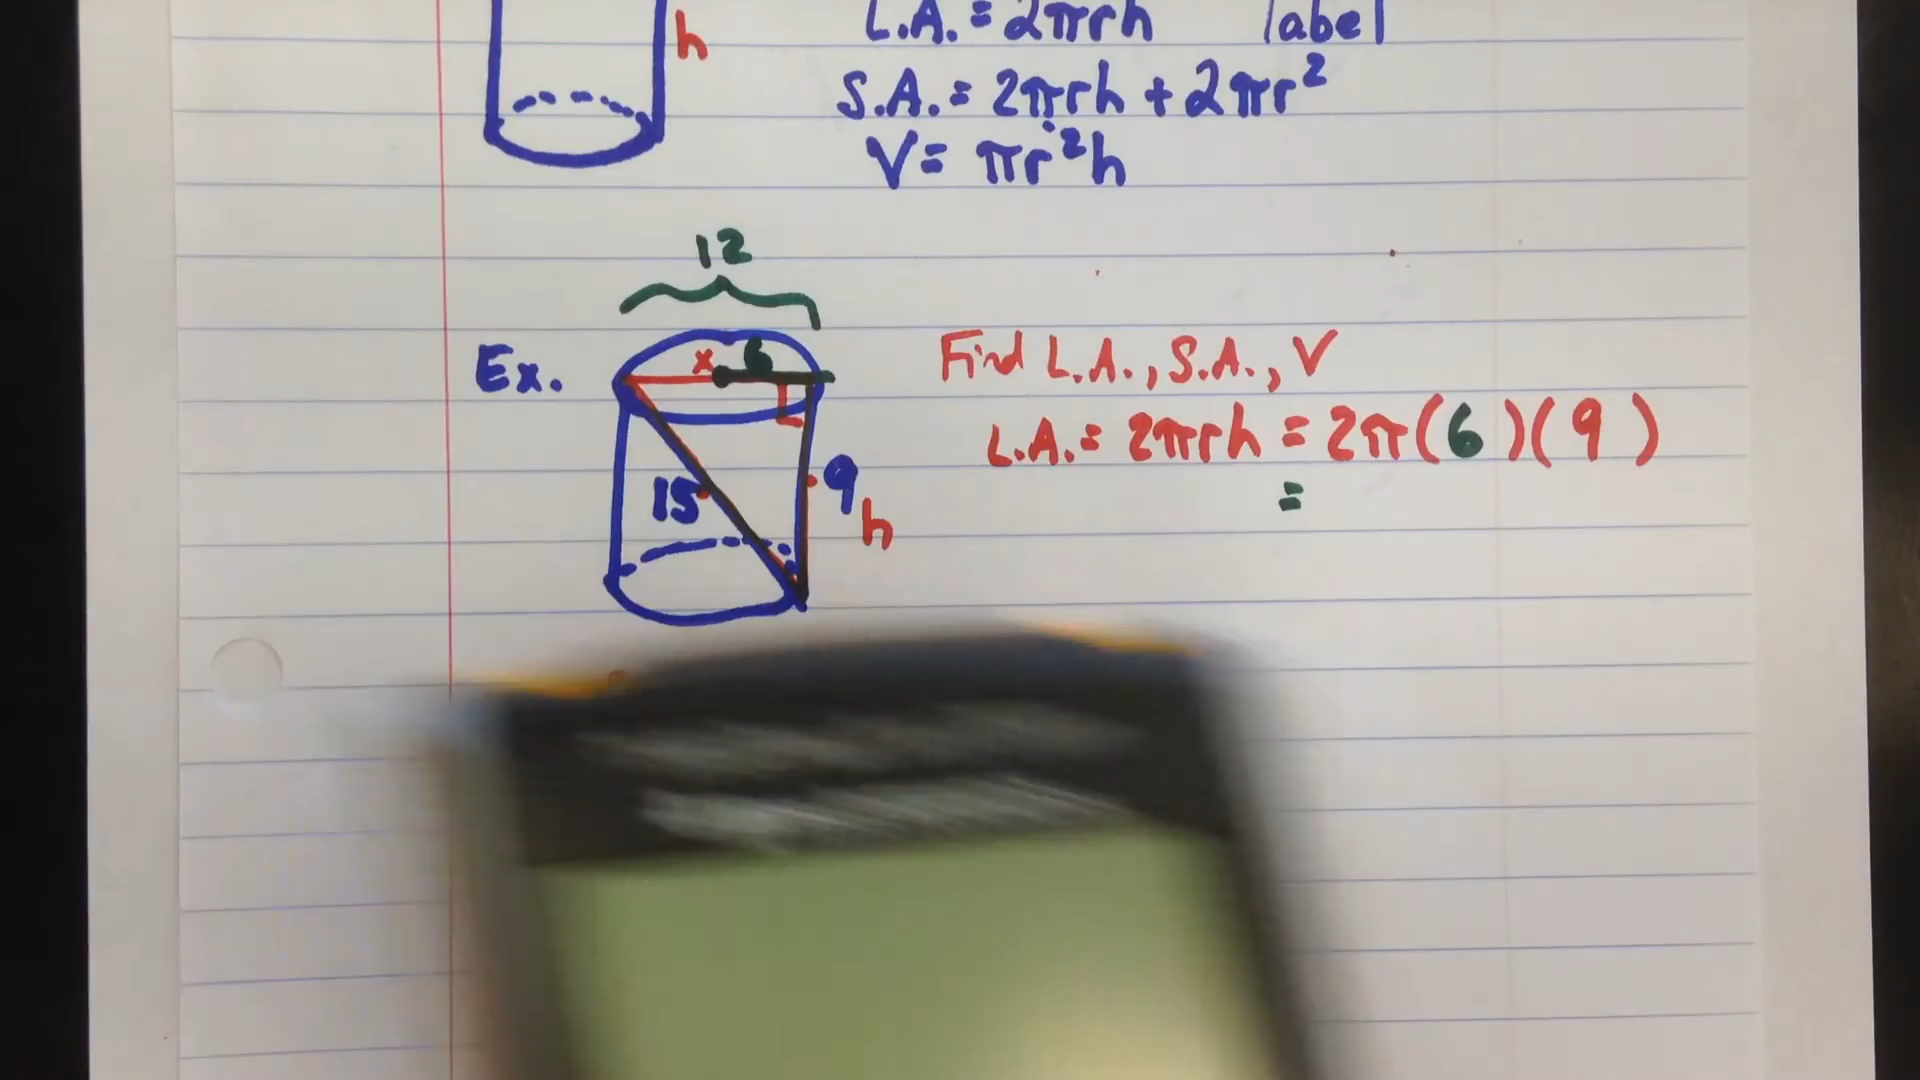 h
L.A. = 2πrh label
S.A. = 2πrh + 2πr²
V = πr²h
12
Ex.
x 6
15
9
h
Find L.A., S.A., V
L.A. = 2πrh = 2π(6)(9)
=